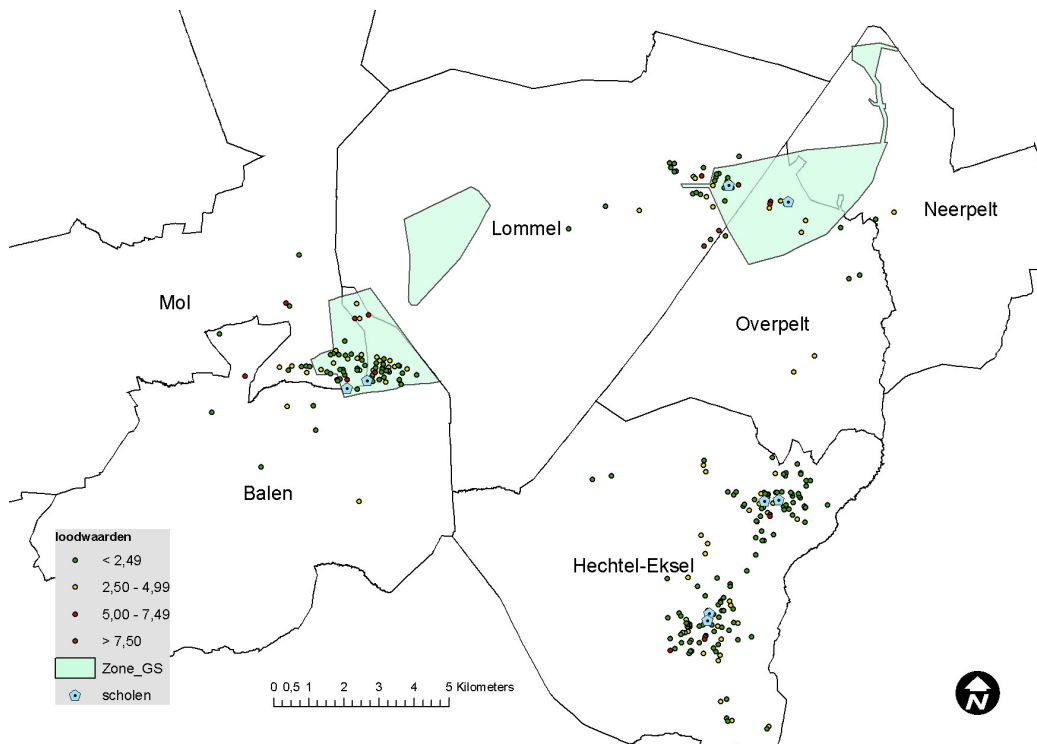 Neerpelt
Lommel
Mol
Overpelt
Balen
Hechtel-Eksel
loodwaarden
< 2,49
2,50 - 4,99
5,00 - 7,49
> 7,50
Zone_GS
scholen
0 0,5 1 2 3 4 5 Kilometers
N